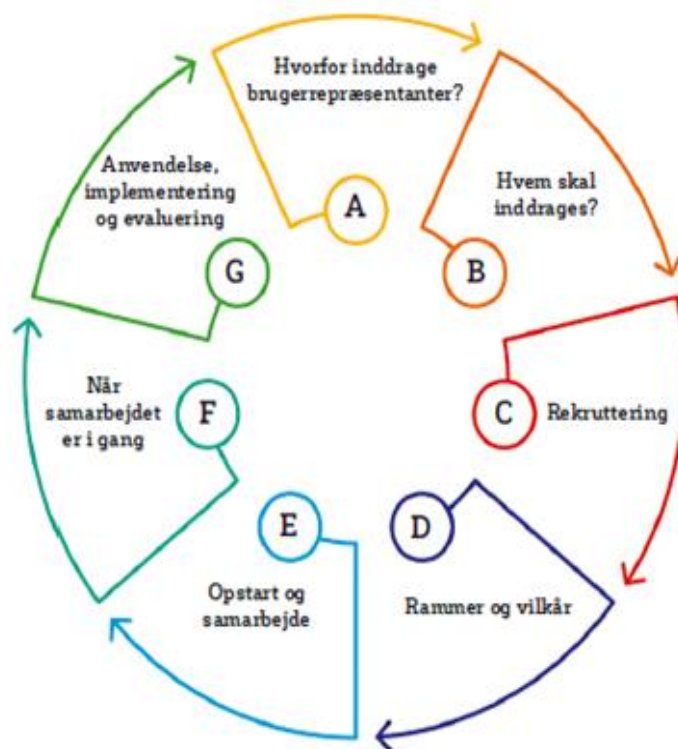 Hvorfor inddrage
brugerrepræsentanter?
A
Hvem skal
inddrages?
B
C
Rekruttering
D
Rammer og vilkår
E
Opstart og
samarbejde
F
Når
samarbejdet
er i gang
G
Anvendelse,
implementering
og evaluering